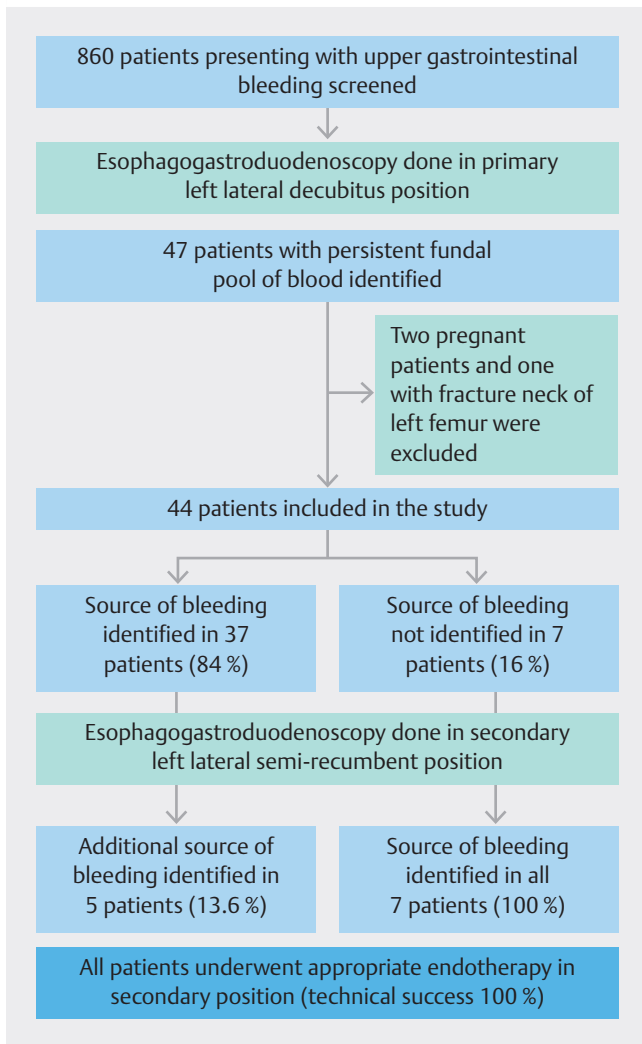 860 patients presenting with upper gastrointestinal
bleeding screened
Esophagogastroduodenoscopy done in primary
left lateral decubitus position
47 patients with persistent fundal
pool of blood identified
Two pregnant
patients and one
with fracture neck of
left femur were
excluded
44 patients included in the study
Source of bleeding
identified in 37
patients (84 %)
Source of bleeding
not identified in 7
patients (16 %)
Esophagogastroduodenoscopy done in secondary
left lateral semi-recumbent position
Additional source of
bleeding identified in
5 patients (13.6 %)
Source of bleeding
identified in all
7 patients (100 %)
All patients underwent appropriate endotherapy in
secondary position (technical success 100 %)